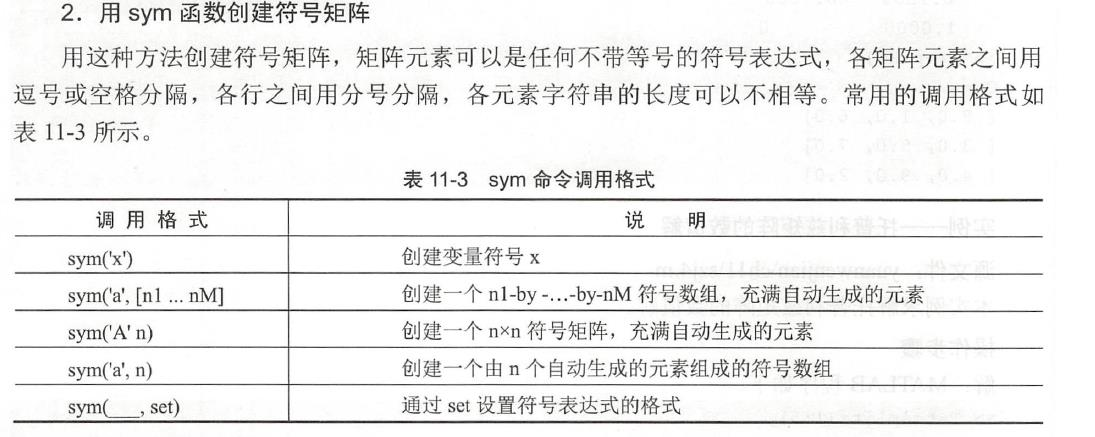 2．用 sym 函数创建符号矩阵
用这种方法创建符号矩阵，矩阵元素可以是任何不带等号的符号表达式，各矩阵元素之间用
逗号或空格分隔，各行之间用分号分隔，各元素字符串的长度可以不相等。常用的调用格式如
表 11-3 所示。
表 11-3 sym 命令调用格式
调 用 格 式 说 明
sym('x') 创建变量符号 x
sym('a', [n1 ... nM] 创建一个 n1-by -...-by-nM 符号数组，充满自动生成的元素
sym('A' n) 创建一个 n×n 符号矩阵，充满自动生成的元素
sym('a', n) 创建一个由 n 个自动生成的元素组成的符号数组
sym(___, set) 通过 set 设置符号表达式的格式